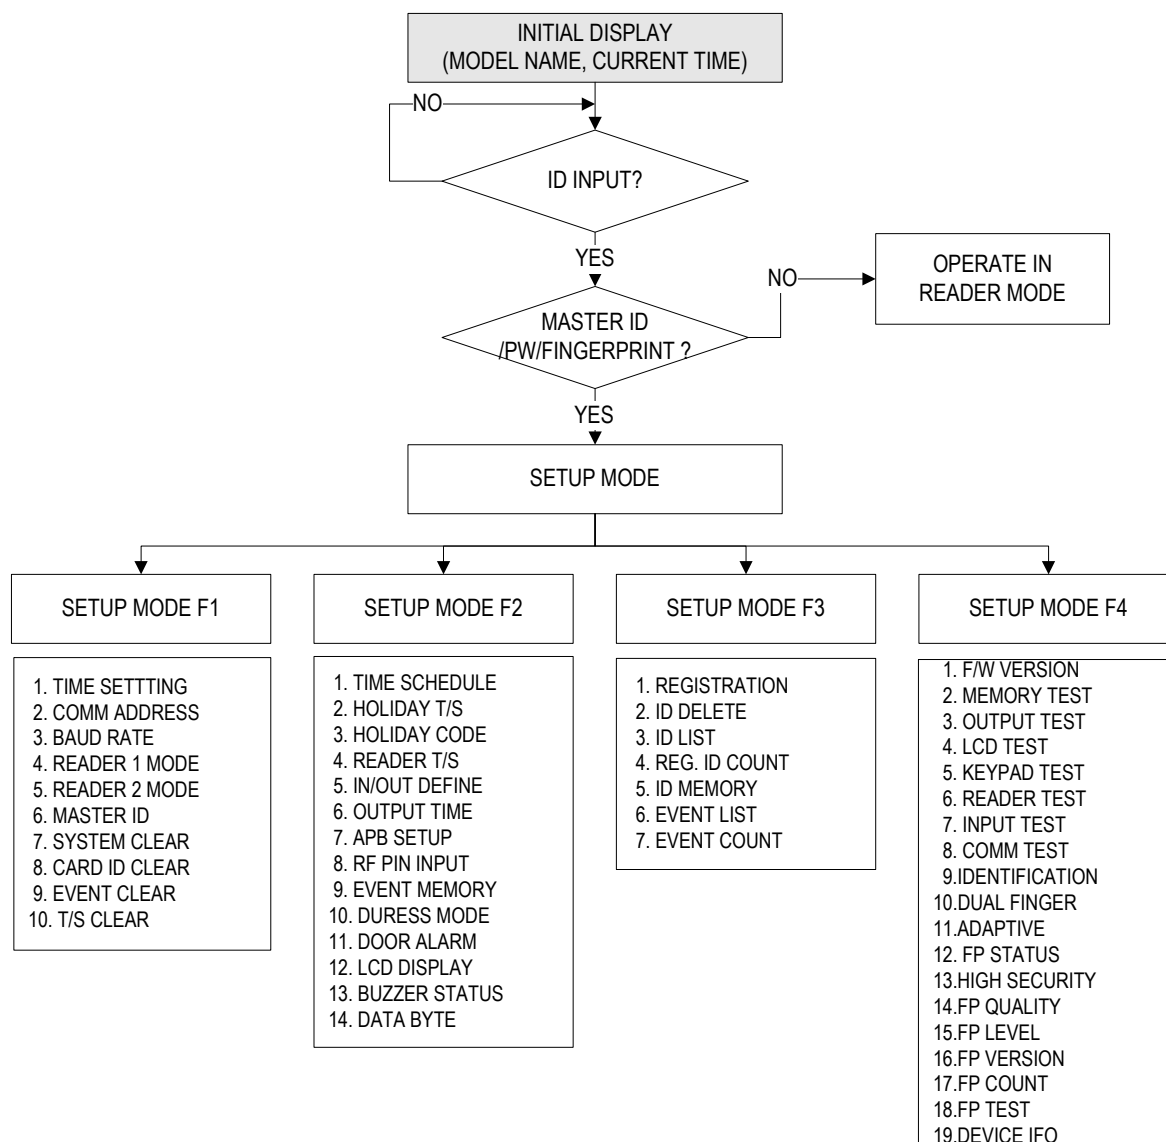 INITIAL DISPLAY
(MODEL NAME, CURRENT TIME)
NO
ID INPUT?
YES
NO
OPERATE IN
READER MODE
MASTER ID
/PW/FINGERPRINT ?
YES
SETUP MODE
SETUP MODE F1
SETUP MODE F2
SETUP MODE F3
SETUP MODE F4
1. TIME SETTTING
2. COMM ADDRESS
3. BAUD RATE
4. READER 1 MODE
5. READER 2 MODE
6. MASTER ID
7. SYSTEM CLEAR
8. CARD ID CLEAR
9. EVENT CLEAR
10. T/S CLEAR
1. TIME SCHEDULE
2. HOLIDAY T/S
3. HOLIDAY CODE
4. READER T/S
5. IN/OUT DEFINE
6. OUTPUT TIME
7. APB SETUP
8. RF PIN INPUT
9. EVENT MEMORY
10. DURESS MODE
11. DOOR ALARM
12. LCD DISPLAY
13. BUZZER STATUS
14. DATA BYTE
1. REGISTRATION
2. ID DELETE
3. ID LIST
4. REG. ID COUNT
5. ID MEMORY
6. EVENT LIST
7. EVENT COUNT
1. F/W VERSION
2. MEMORY TEST
3. OUTPUT TEST
4. LCD TEST
5. KEYPAD TEST
6. READER TEST
7. INPUT TEST
8. COMM TEST
9.IDENTIFICATION
10.DUAL FINGER
11.ADAPTIVE
12. FP STATUS
13.HIGH SECURITY
14.FP QUALITY
15.FP LEVEL
16.FP VERSION
17.FP COUNT
18.FP TEST
19.DEVICE IFO